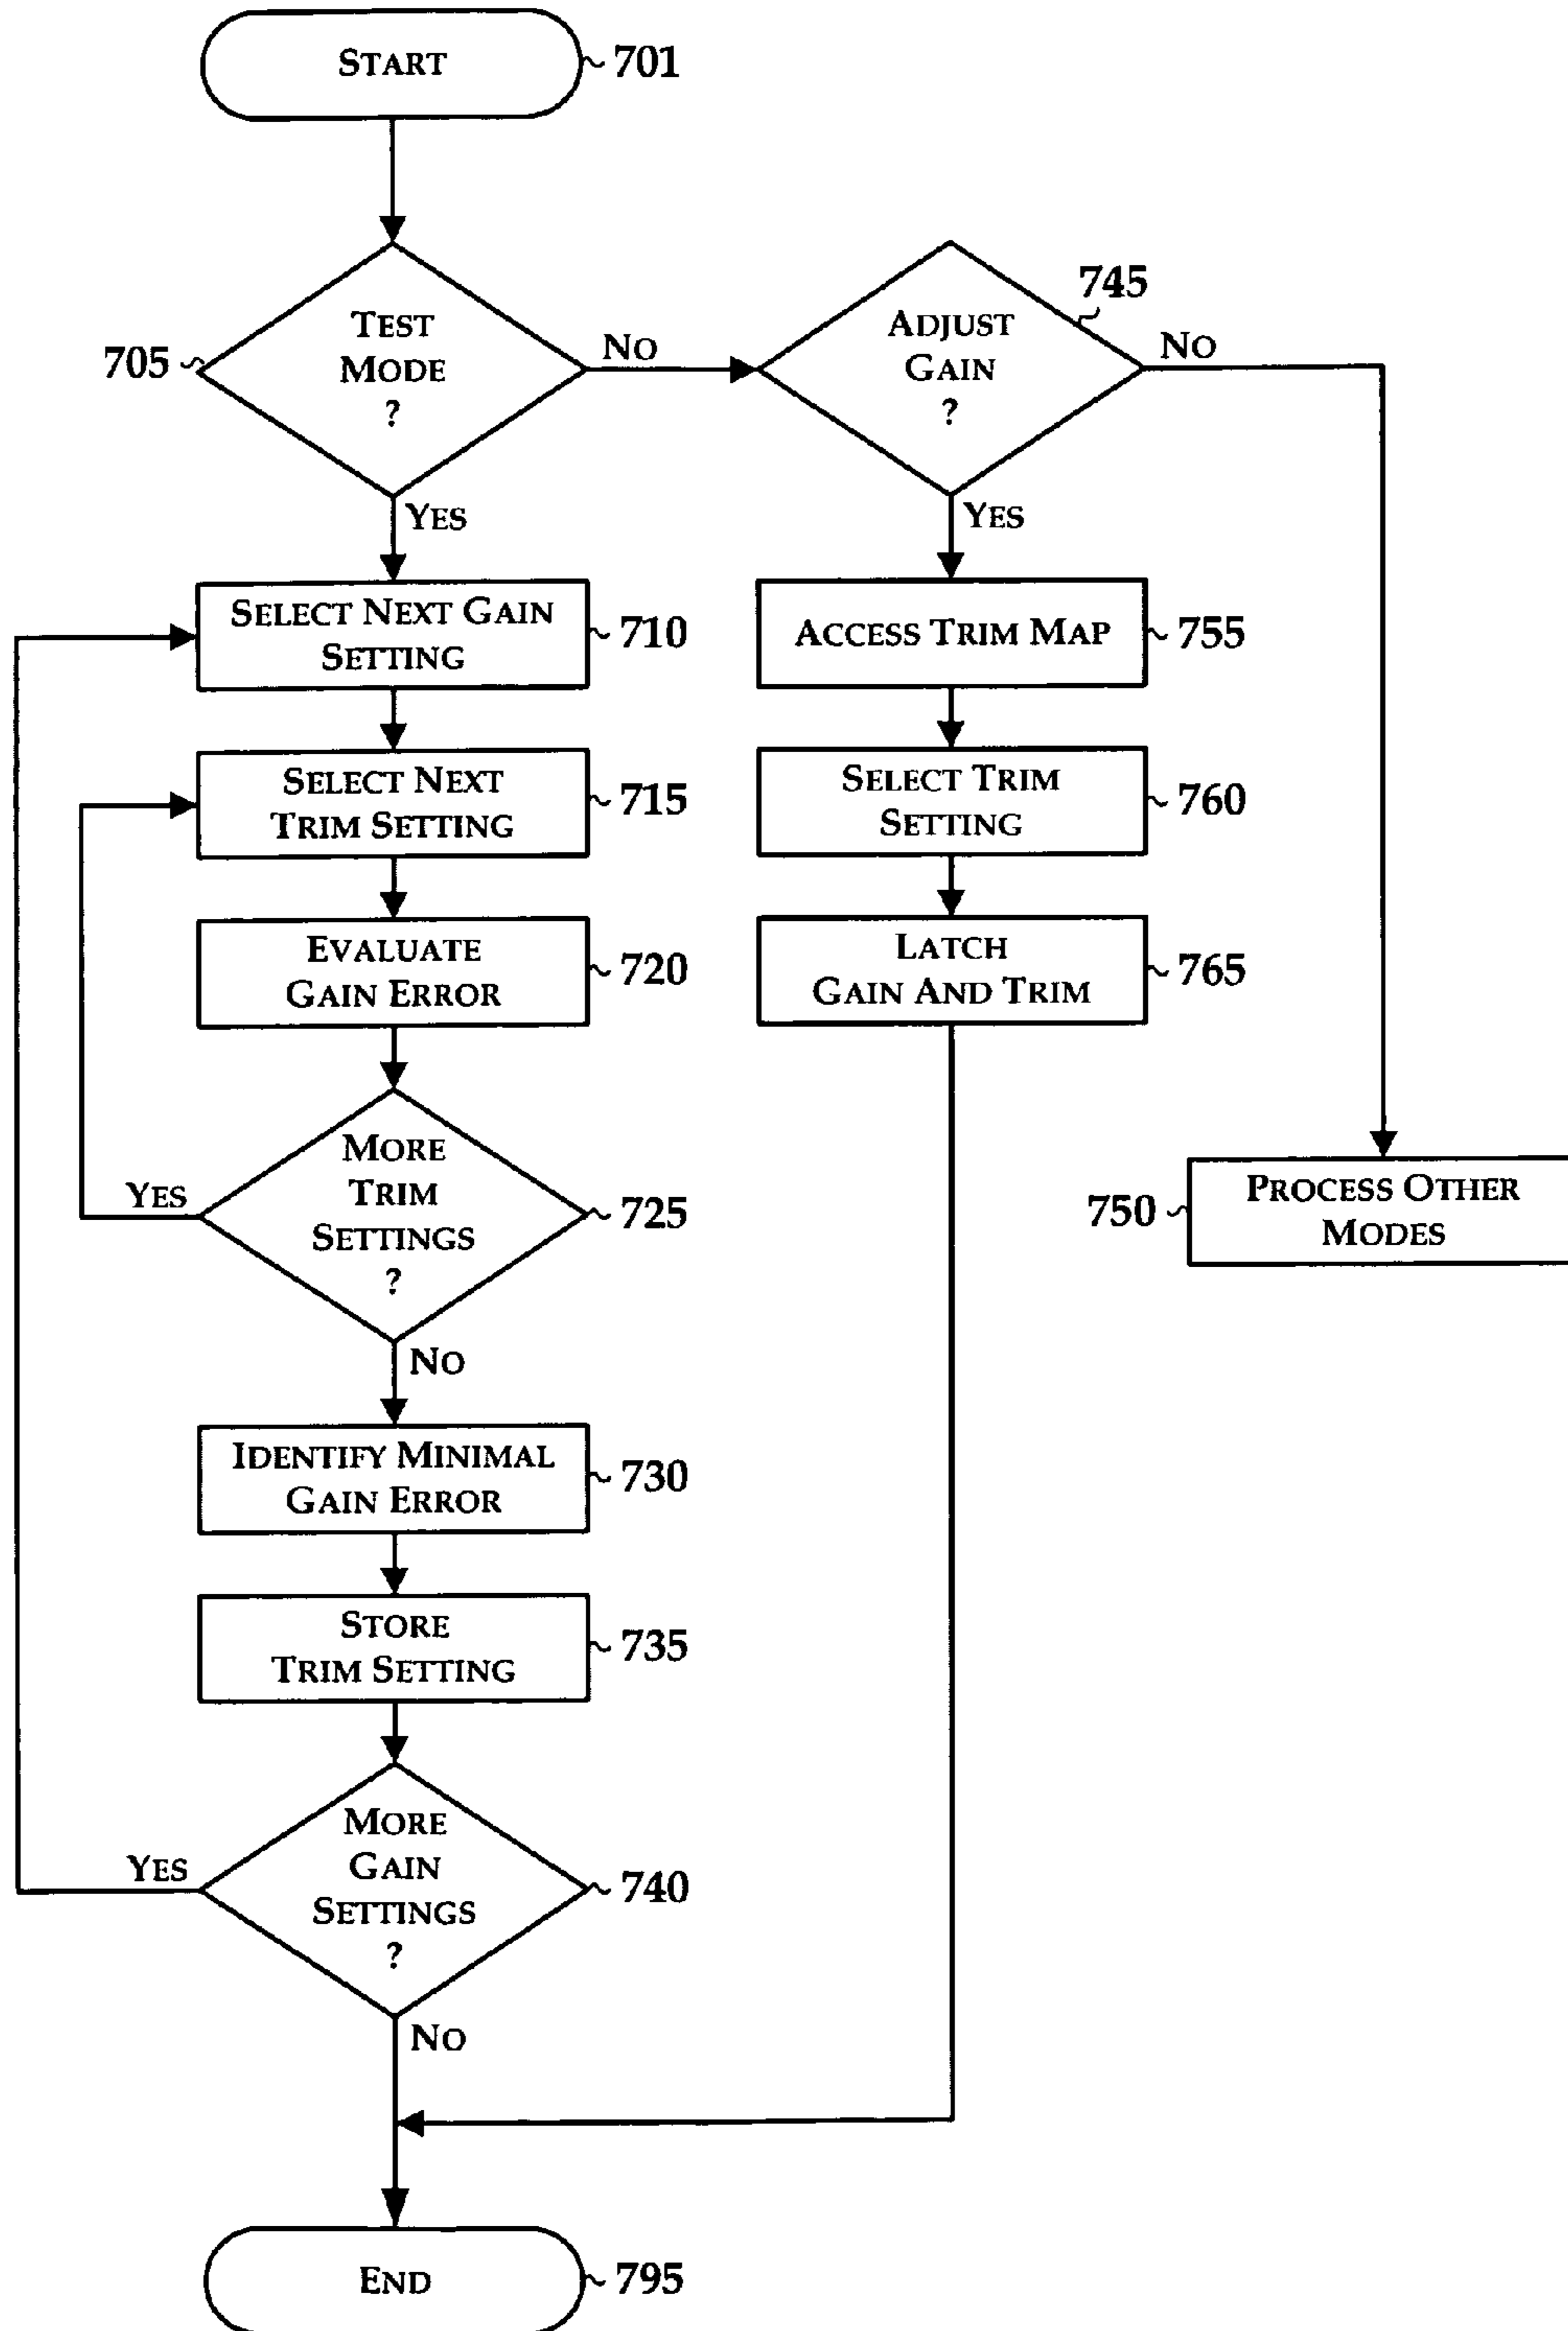 START
701
TEST
MODE
?
705
NO
YES
ADJUST
GAIN
?
745
NO
YES
SELECT NEXT GAIN
SETTING
710
ACCESS TRIM MAP
755
SELECT NEXT
TRIM SETTING
715
SELECT TRIM
SETTING
760
EVALUATE
GAIN ERROR
720
LATCH
GAIN AND TRIM
765
MORE
TRIM
SETTINGS
?
725
YES
NO
PROCESS OTHER
MODES
750
IDENTIFY MINIMAL
GAIN ERROR
730
STORE
TRIM SETTING
735
MORE
GAIN
SETTINGS
?
740
YES
NO
END
795